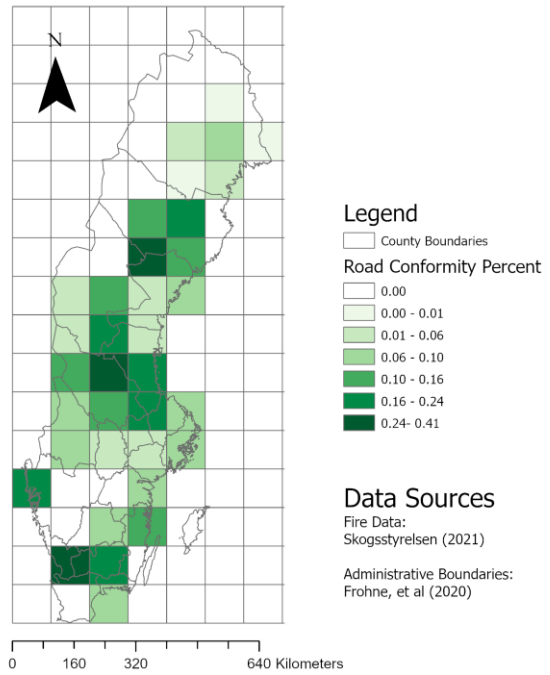 N
Legend
County Boundaries
Road Conformity Percent
0.00
0.00 - 0.01
0.01 - 0.06
0.06 - 0.10
0.10 - 0.16
0.16 - 0.24
0.24- 0.41
Data Sources
Fire Data:
Skogsstyrelsen (2021)
Administrative Boundaries:
Frohne, et al (2020)
0 160 320 640 Kilometers